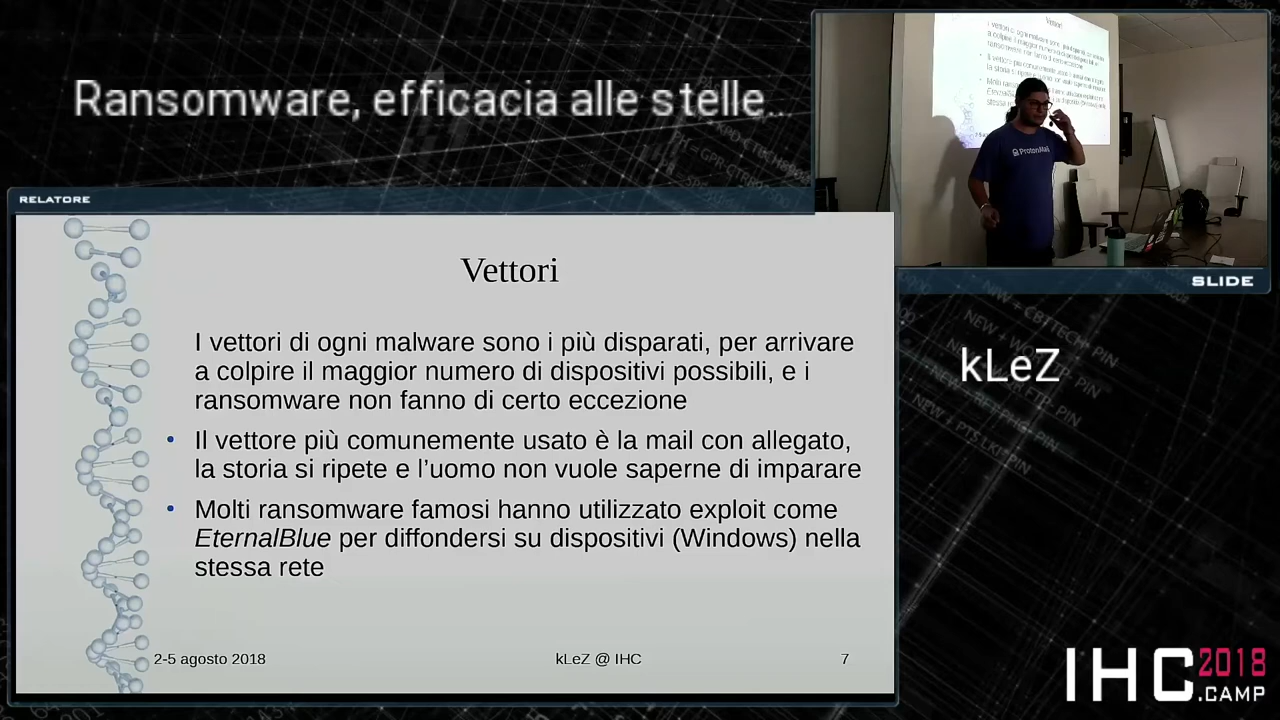 Ransomware, efficacia alle stelle...
RELATORE
Vettori
I vettori di ogni malware sono i più disparati, per arrivare
a colpire il maggior numero di dispositivi possibili, e i
ransomware non fanno di certo eccezione
• Il vettore più comunemente usato è la mail con allegato,
la storia si ripete e l’uomo non vuole saperne di imparare
• Molti ransomware famosi hanno utilizzato exploit come
EternalBlue per diffondersi su dispositivi (Windows) nella
stessa rete
2-5 agosto 2018
kLeZ @ IHC
7
Vettori
ProtonMail
SLIDE
kLeZ
IHC 2018
.CAMP